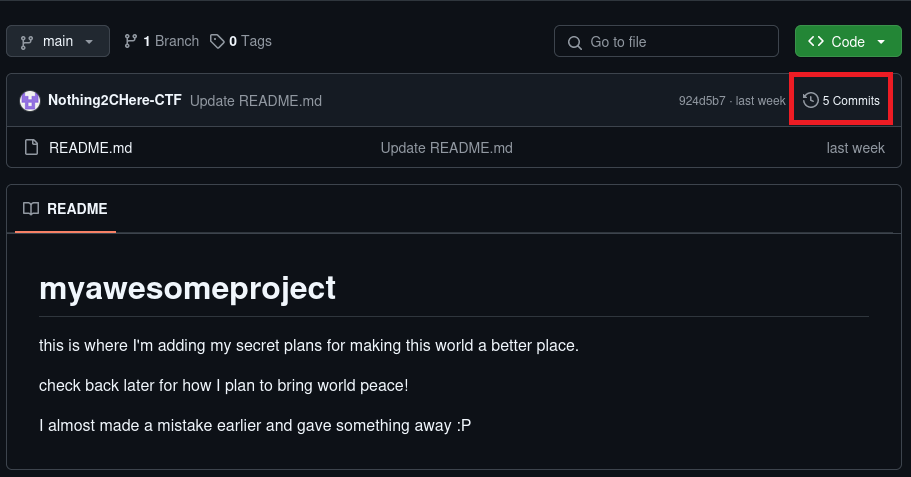 main
1 Branch
0 Tags
Go to file
Code
Nothing2CHere-CTF Update README.md
924d5b7 · last week
5 Commits
README.md
Update README.md
last week
README
myawesomeproject
this is where I'm adding my secret plans for making this world a better place.
check back later for how I plan to bring world peace!
I almost made a mistake earlier and gave something away :P